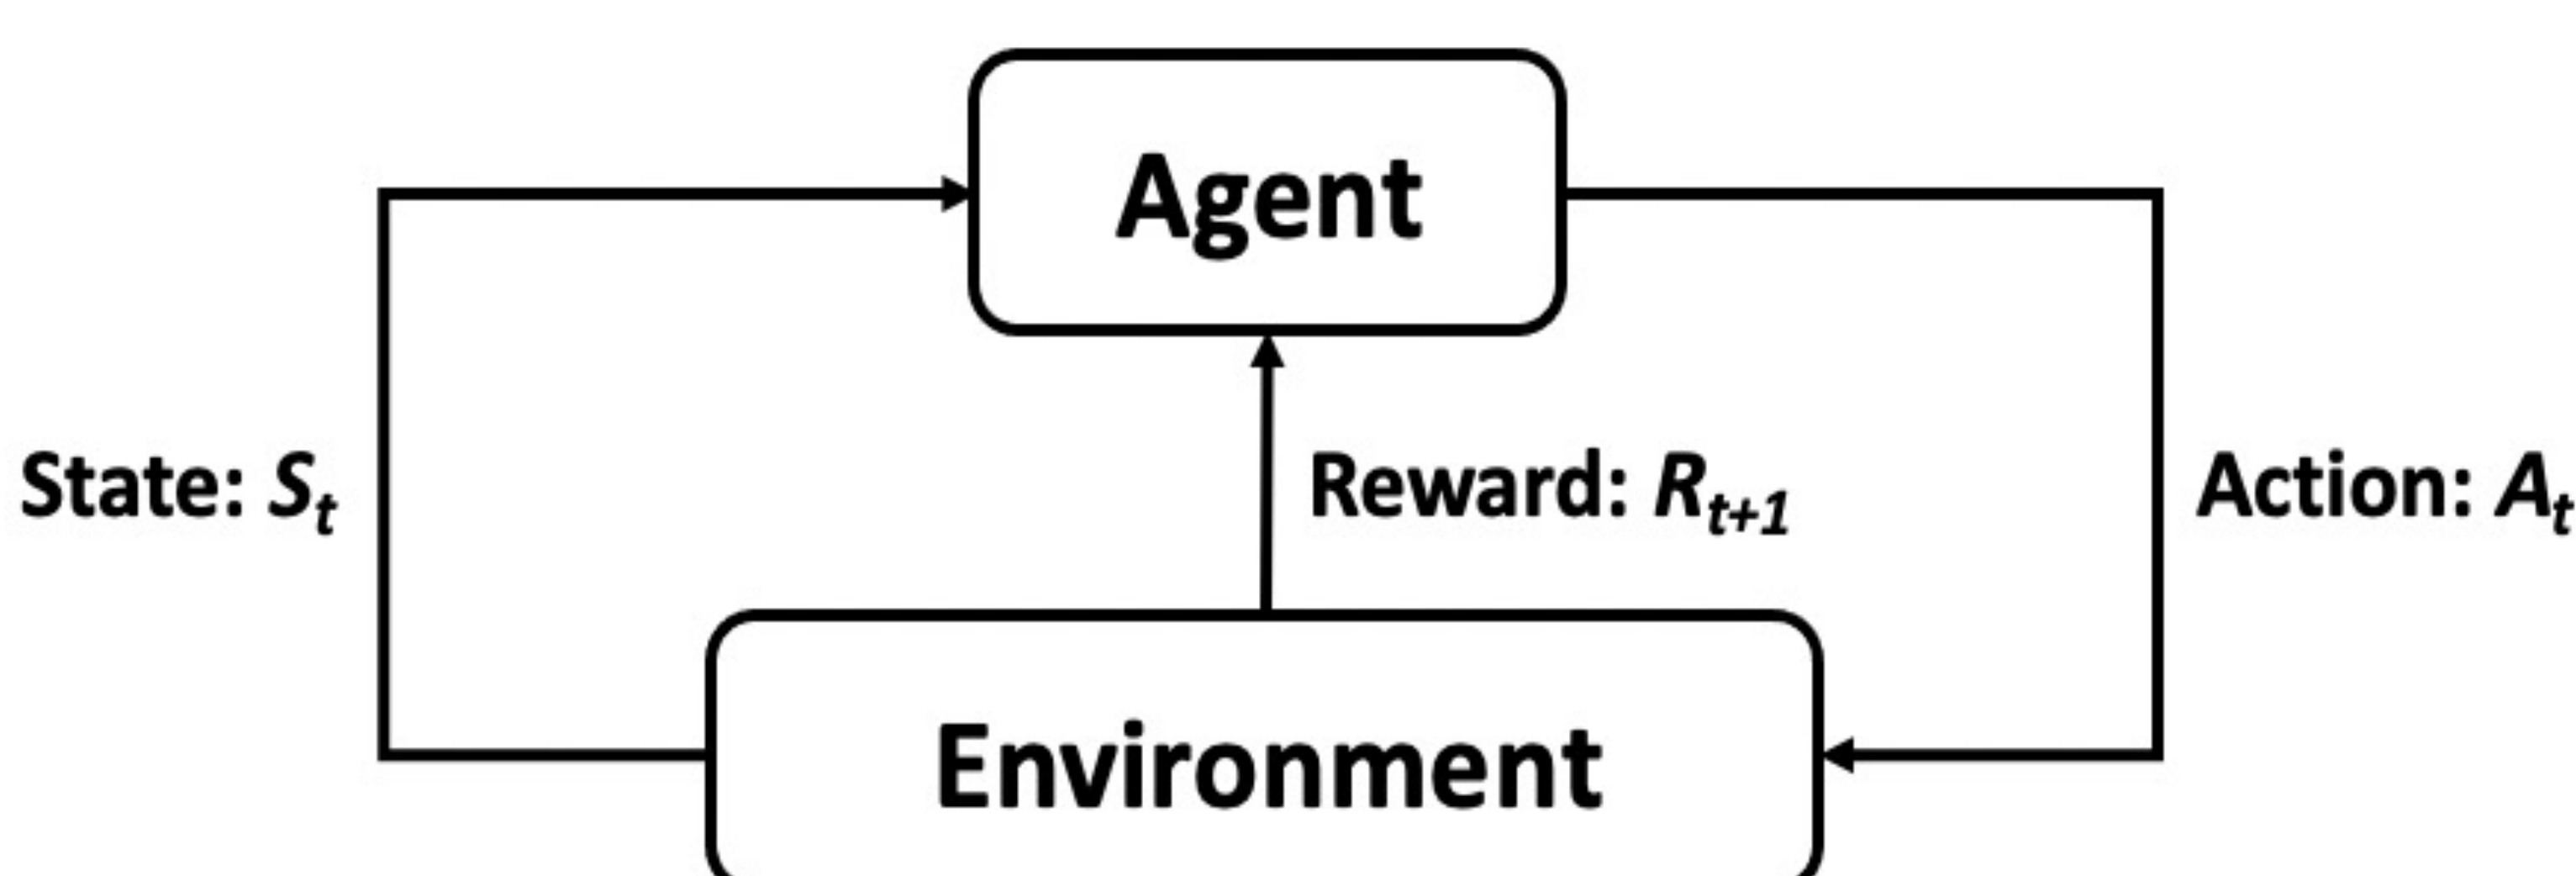 Agent
State: Sₜ
Reward: Rₜ₊₁
Action: Aₜ
Environment